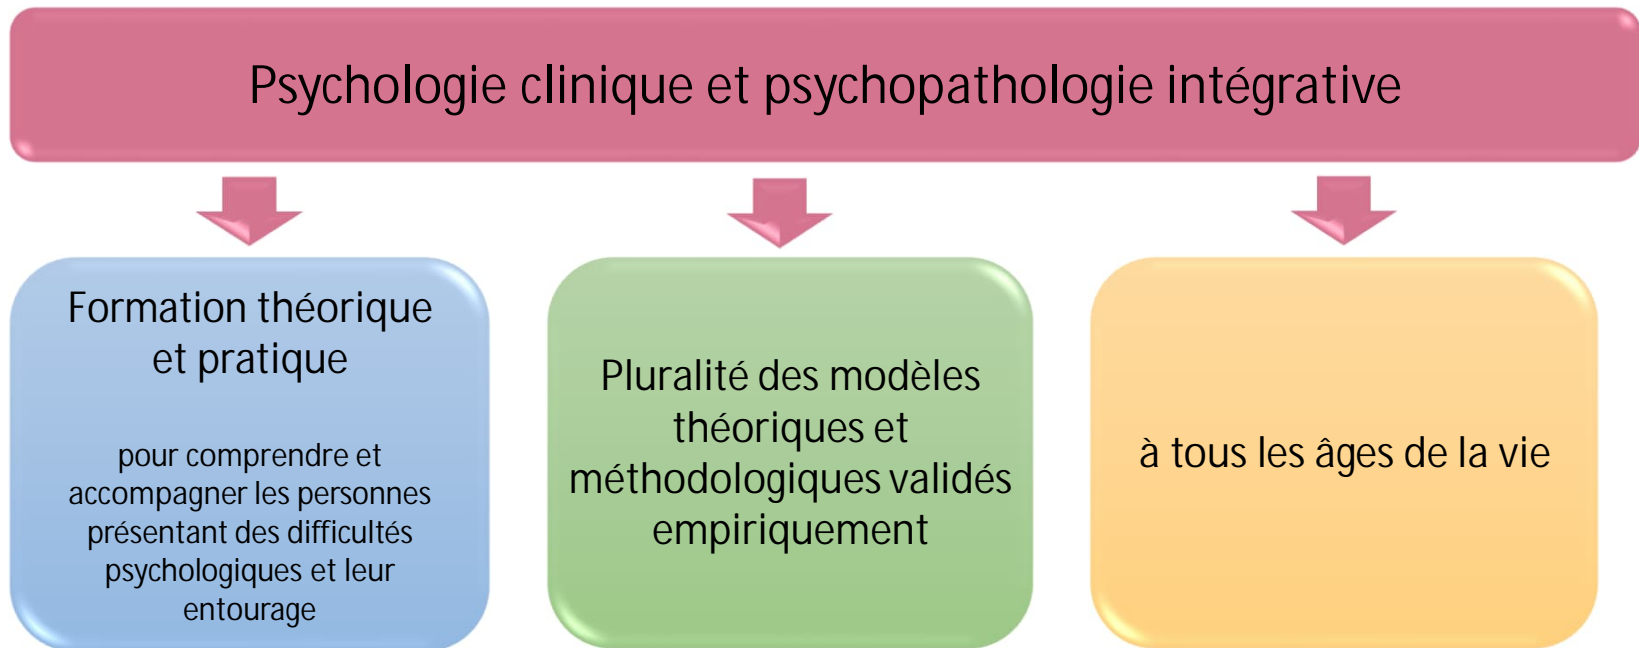 Psychologie clinique et psychopathologie intégrative
Formation théorique
et pratique
pour comprendre et
accompagner les personnes
présentant des difficultés
psychologiques et leur
entourage
Pluralité des modèles
théoriques et
méthodologiques validés
empiriquement
à tous les âges de la vie